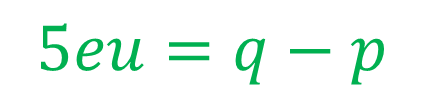 5eu = q − p